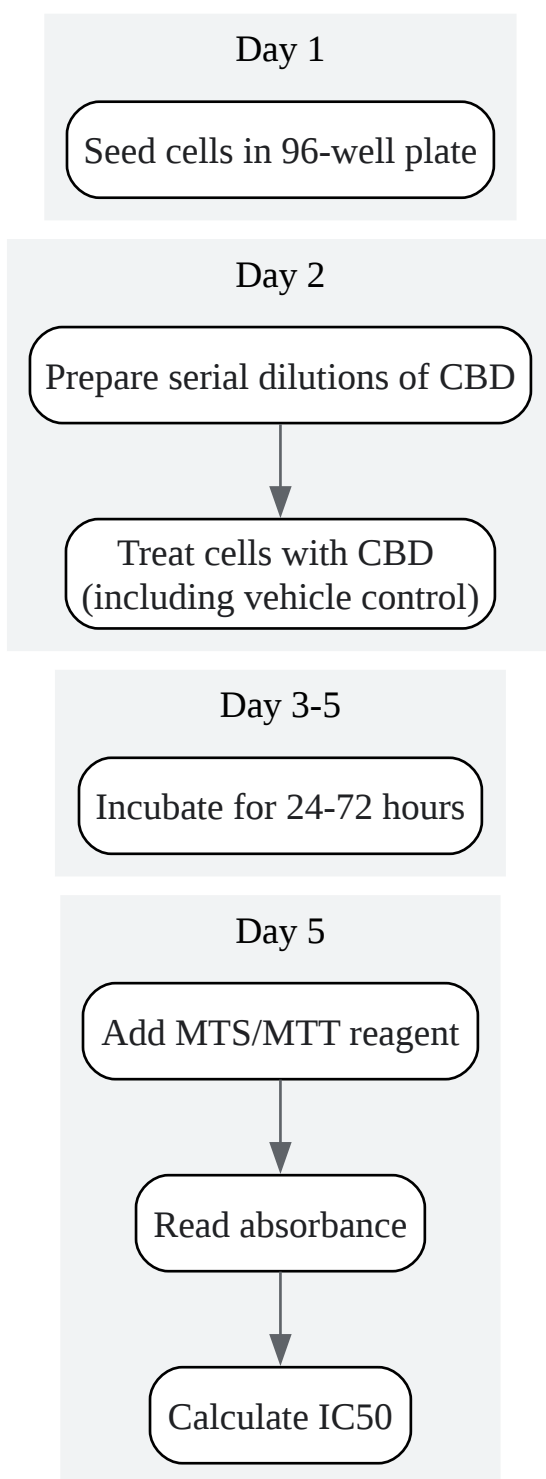 Day 1
Seed cells in 96-well plate
Day 2
Prepare serial dilutions of CBD
Treat cells with CBD
(including vehicle control)
Day 3-5
Incubate for 24-72 hours
Day 5
Add MTS/MTT reagent
Read absorbance
Calculate IC50